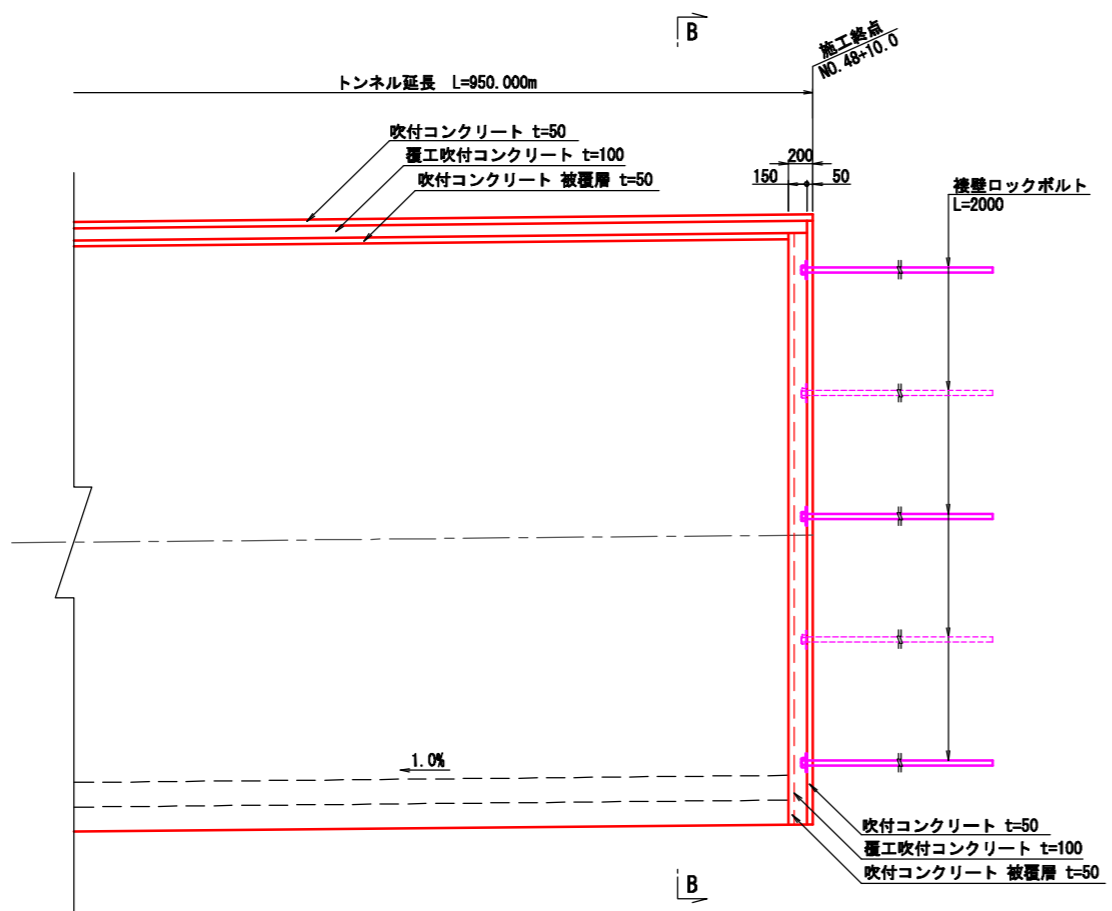 B
施工終点
NO.48+10.0
トンネル延長 L=950.000m
吹付コンクリート t=50
覆工吹付コンクリート t=100
吹付コンクリート 被覆層 t=50
200
150
50
褄壁ロックボルト
L=2000
1.0%
吹付コンクリート t=50
覆工吹付コンクリート t=100
吹付コンクリート 被覆層 t=50
B